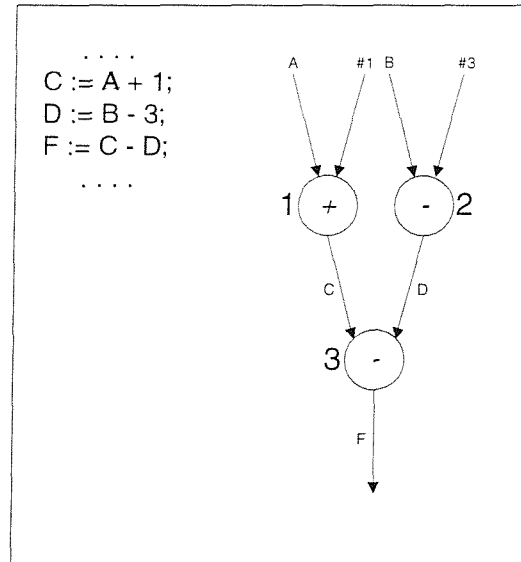 . . . .
C := A + 1;
D := B - 3;
F := C - D;
. . . .
A #1 B #3
1 + - 2
C D
3 -
F